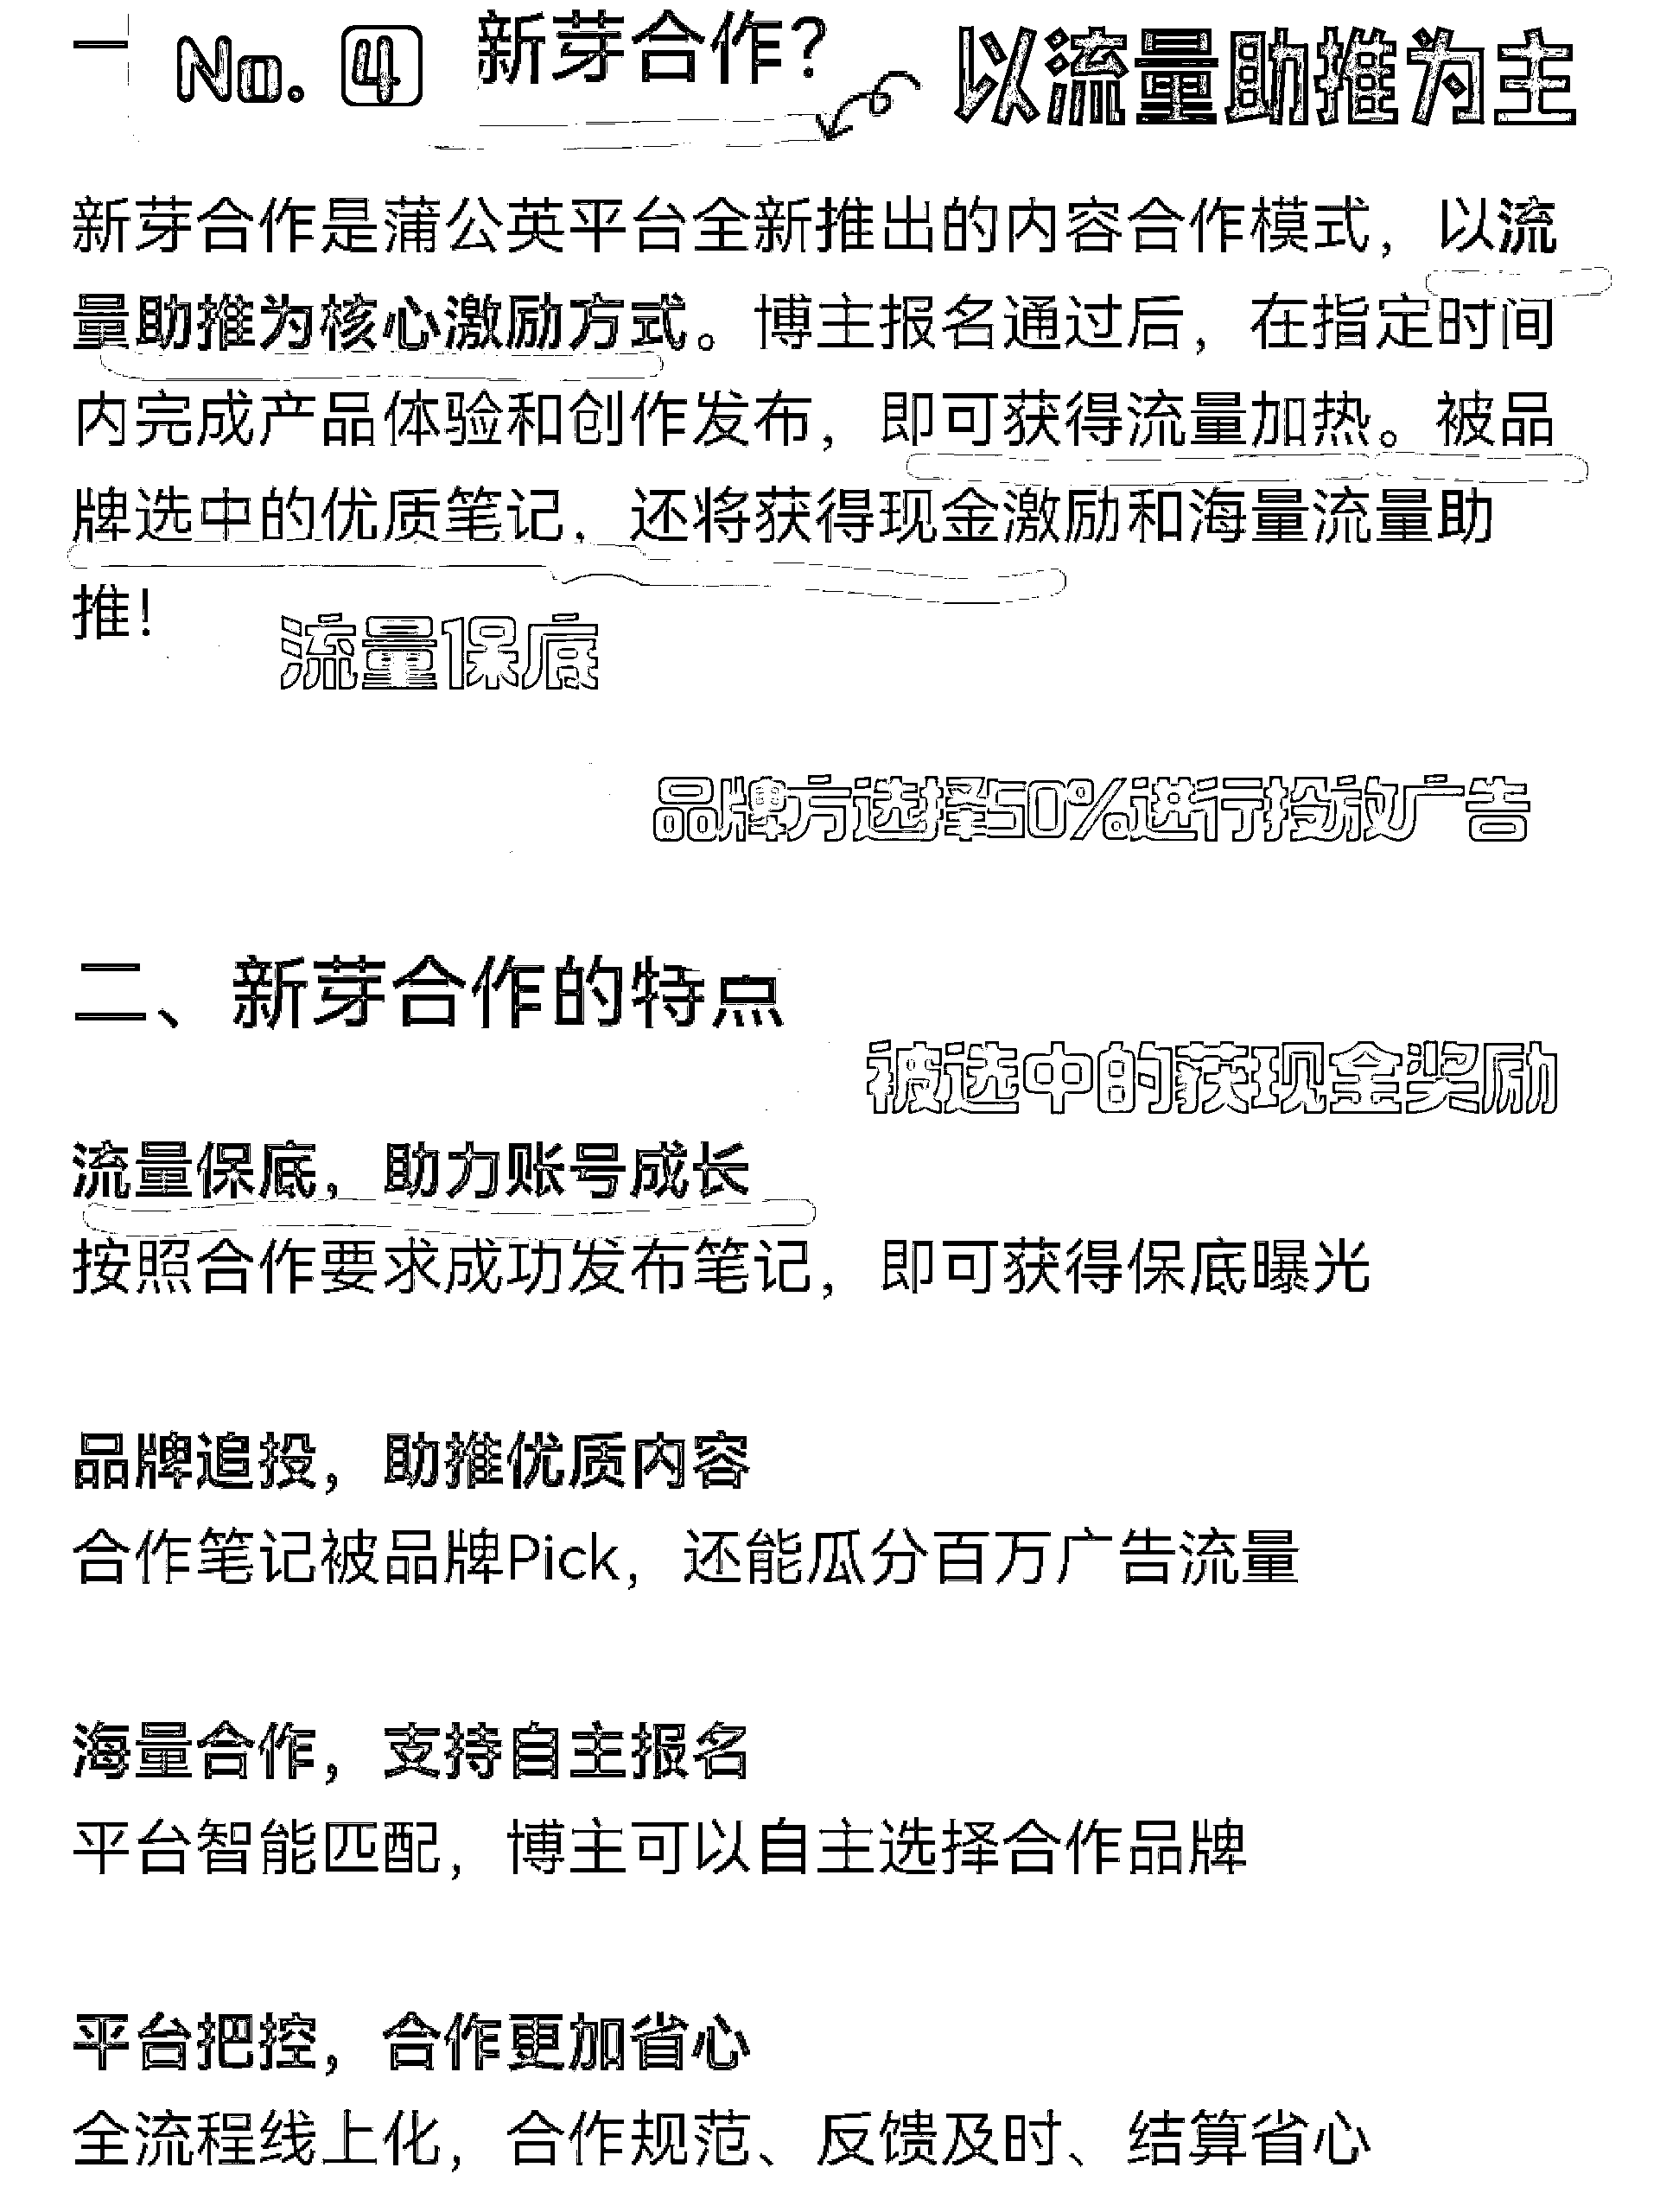 一
No. ④ 新芽合作? 以流量助推为主
新芽合作是蒲公英平台全新推出的内容合作模式，以流
量助推为核心激励方式。博主报名通过后，在指定时间
内完成产品体验和创作发布，即可获得流量加热。被品
牌选中的优质笔记，还将获得现金激励和海量流量助
推!
流量保底
品牌方选择50%进行投放广告
二、新芽合作的特点
被选中的获现金奖励
流量保底，助力账号成长
按照合作要求成功发布笔记，即可获得保底曝光
品牌追投，助推优质内容
合作笔记被品牌Pick，还能瓜分百万广告流量
海量合作，支持自主报名
平台智能匹配，博主可以自主选择合作品牌
平台把控，合作更加省心
全流程线上化，合作规范、反馈及时、结算省心